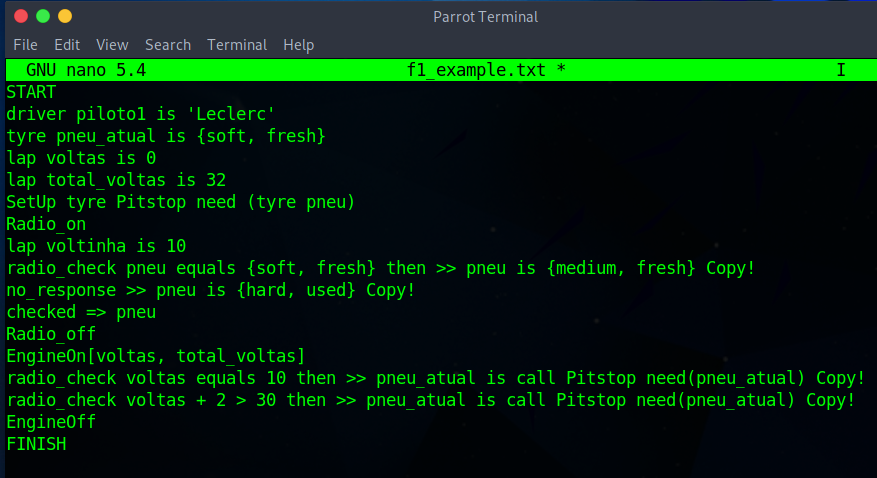 Parrot Terminal
File Edit View Search Terminal Help
GNU nano 5.4 f1_example.txt * I
START
driver piloto1 is 'Leclerc'
tyre pneu_atual is {soft, fresh}
lap voltas is 0
lap total_voltas is 32
SetUp tyre Pitstop need (tyre pneu)
Radio_on
lap voltinha is 10
radio_check pneu equals {soft, fresh} then >> pneu is {medium, fresh} Copy!
no_response >> pneu is {hard, used} Copy!
checked => pneu
Radio_off
EngineOn[voltas, total_voltas]
radio_check voltas equals 10 then >> pneu_atual is call Pitstop need(pneu_atual) Copy!
radio_check voltas + 2 > 30 then >> pneu_atual is call Pitstop need(pneu_atual) Copy!
EngineOff
FINISH